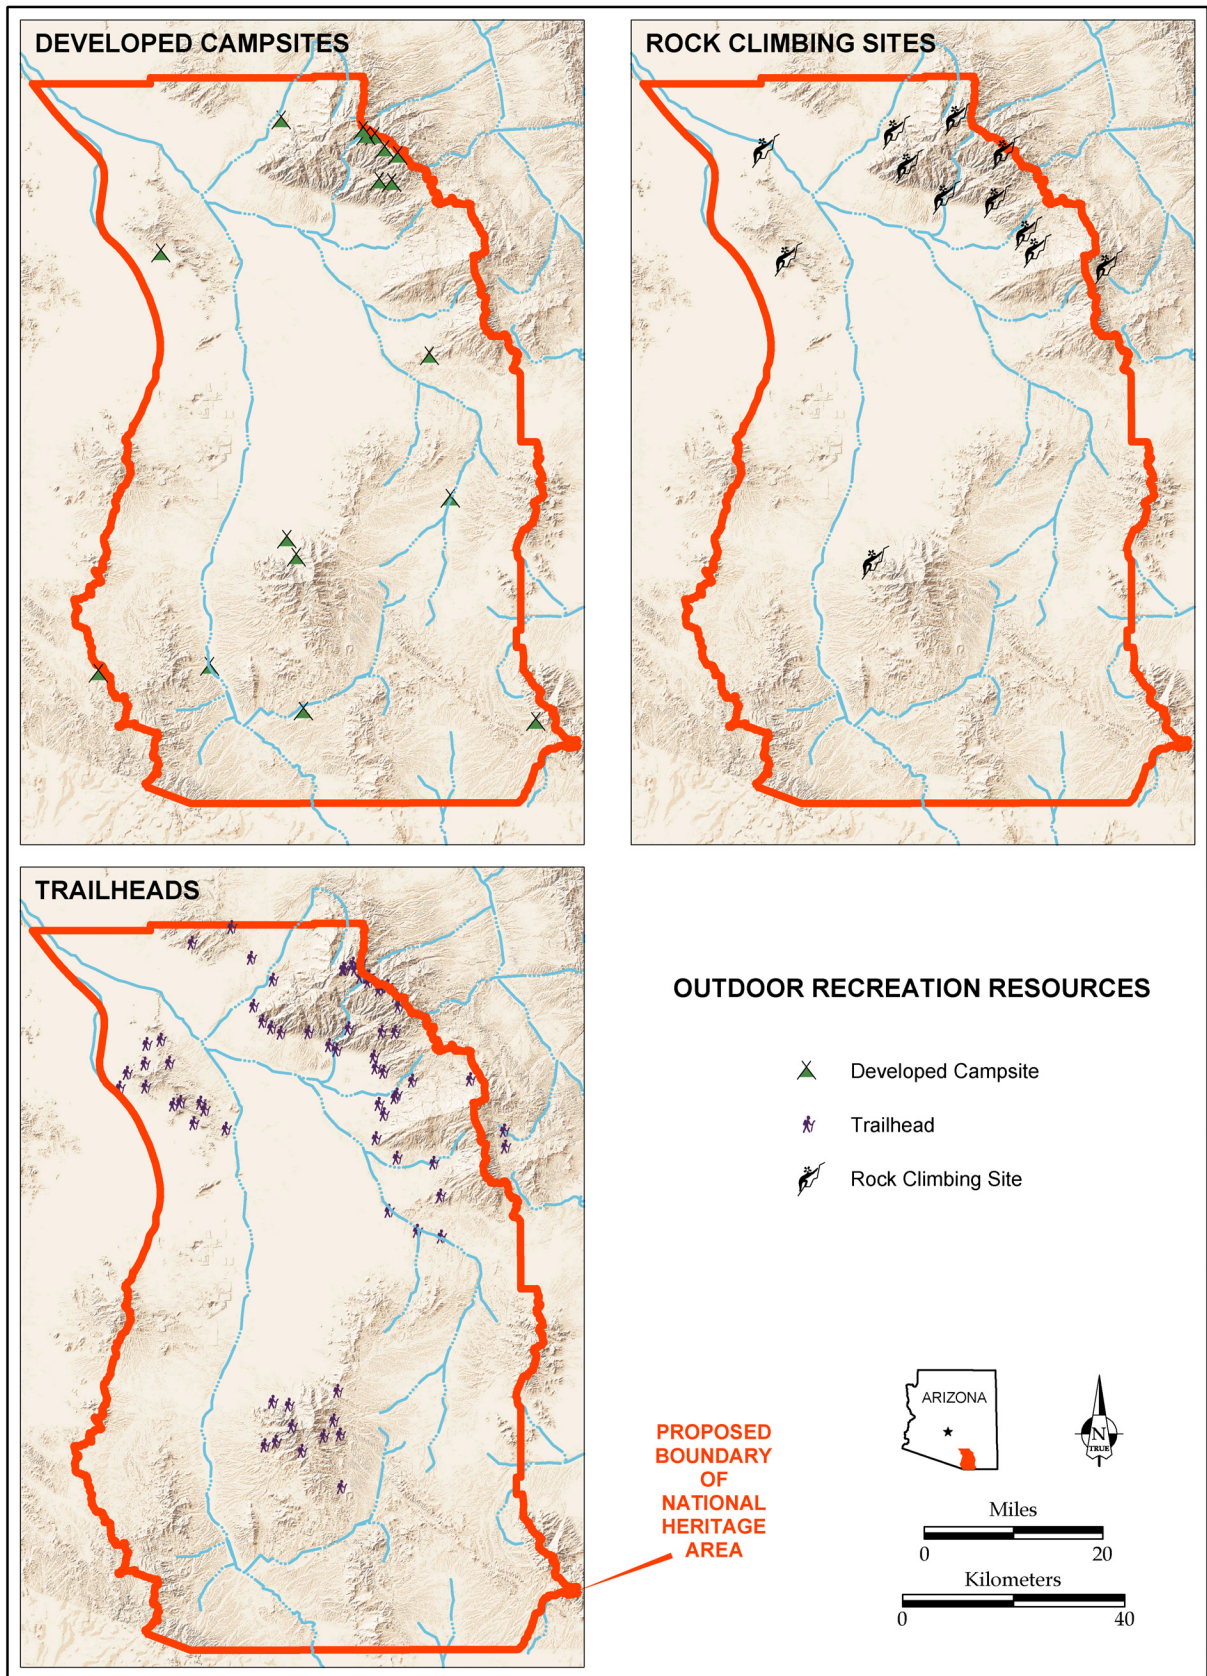 DEVELOPED CAMPSITES
ROCK CLIMBING SITES
TRAILHEADS
OUTDOOR RECREATION RESOURCES
Developed Campsite
Trailhead
Rock Climbing Site
ARIZONA
N
TRUE
PROPOSED
BOUNDARY
OF
NATIONAL
HERITAGE
AREA
Miles
0 20
Kilometers
0 40